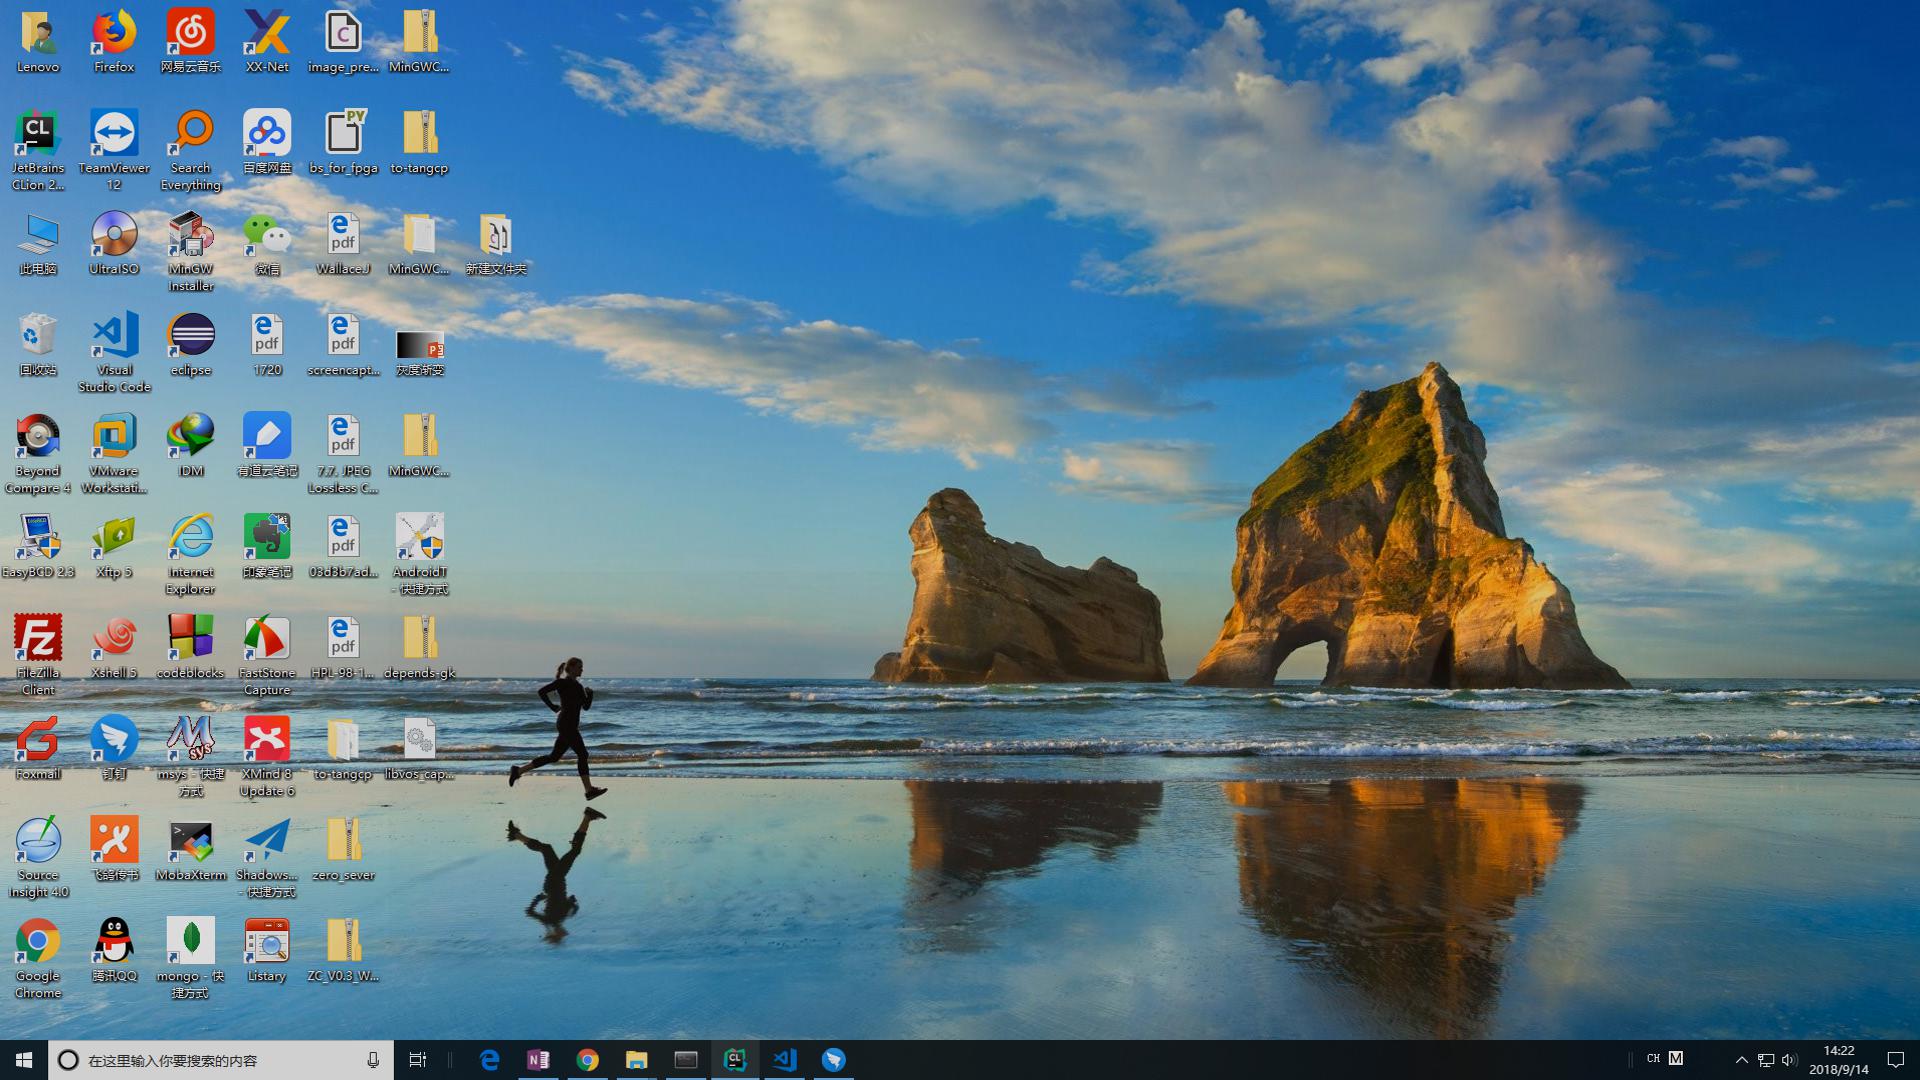 Lenovo
Firefox
网易云音乐
XX-Net
image_pre...
MinGWC...
JetBrains
CLion 2...
TeamViewer
12
Search
Everything
百度网盘
bs_for_fpga
to-tangcp
此电脑
UltraISO
MinGW
Installer
微信
WallaceJ
MinGWC...
新建文件夹
回收站
Visual
Studio Code
eclipse
1720
screencapt...
灰度渐变
Beyond
Compare 4
VMware
Workstati...
IDM
有道云笔记
7.7. JPEG
Lossless C...
MinGWC...
EasyBCD 2.3
Xftp 5
Internet
Explorer
印象笔记
03d3b7ad...
AndroidT
- 快捷方式
FileZilla
Client
Xshell 5
codeblocks
FastStone
Capture
HPL-98-1...
depends-gk
Foxmail
钉钉
msys - 快捷
方式
XMind 8
Update 6
to-tangcp
libvos_cap...
Source
Insight 4.0
飞鸽传书
MobaXterm
Shadows...
- 快捷方式
zero_sever
Google
Chrome
腾讯QQ
mongo - 快
捷方式
Listary
ZC_V0.3_W...
在这里输入你要搜索的内容
CH M
14:22
2018/9/14